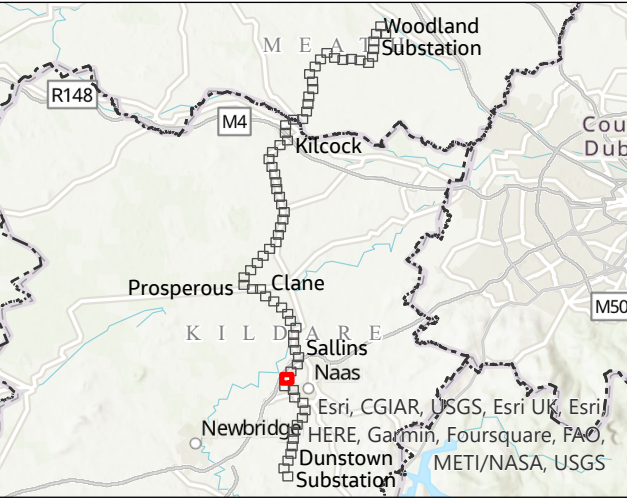 Woodland
Substation
MEATH
R148
M4
Kilcock
Cou
Dub
Prosperous
Clane
M50
KILDARE
Sallins
Naas
Esri, CGIAR, USGS, Esri UK, Esri,
HERE, Garmin, Foursquare, FAO,
METI/NASA, USGS
Newbridge
Dunstown
Substation